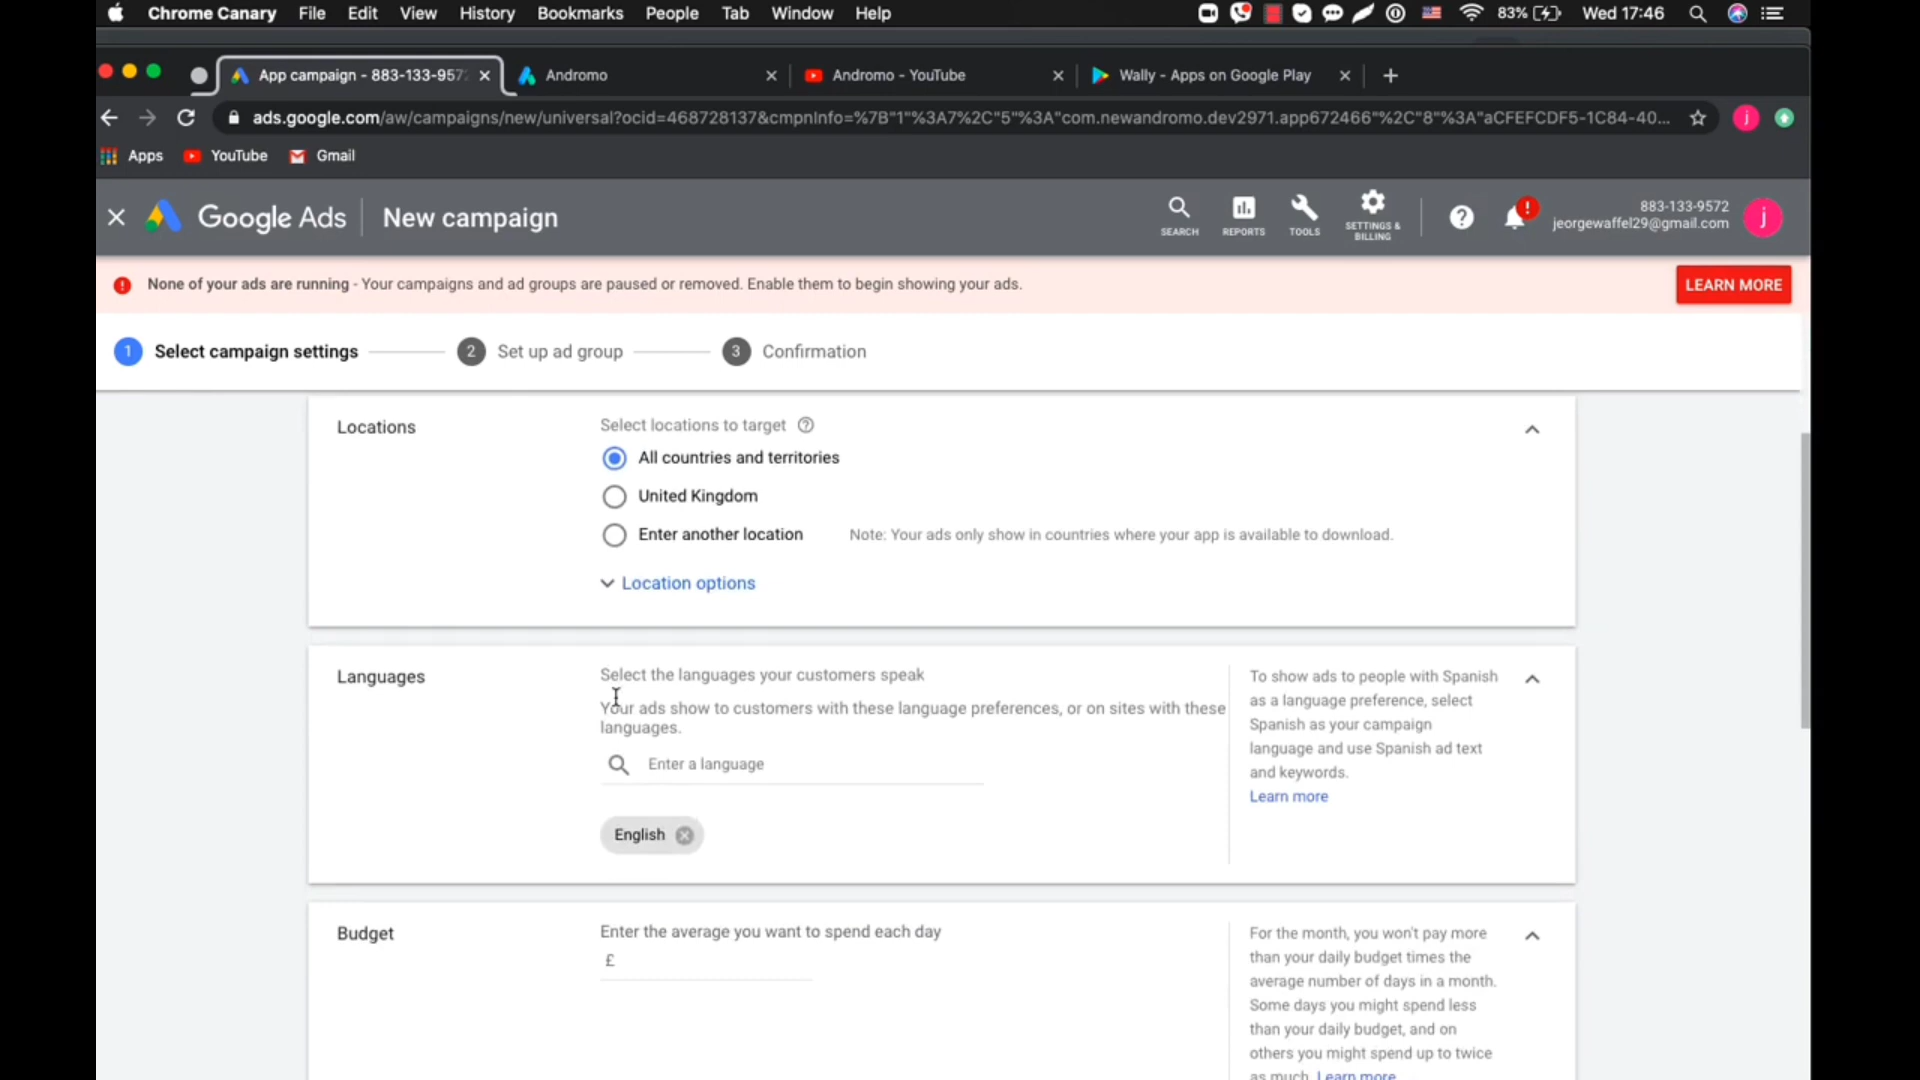 Chrome Canary File Edit View History Bookmarks People Tab Window Help 83% Wed 17:46
App campaign - 883-133-957 Andromo Andromo - YouTube Wally - Apps on Google Play
ads.google.com/aw/campaigns/new/universal?ocid=468728137&cmpnInfo=%7B"1"%3A7%2C"5"%3A"com.newandromo.dev2971.app672466"%2C"8"%3A"aCFEFCDF5-1C84-40...
Apps YouTube Gmail
Google Ads New campaign
SEARCH REPORTS TOOLS SETTINGS & BILLING
883-133-9572
jeorgewaffel29@gmail.com
j
None of your ads are running - Your campaigns and ad groups are paused or removed. Enable them to begin showing your ads. LEARN MORE
1 Select campaign settings 2 Set up ad group 3 Confirmation
Locations
Select locations to target
All countries and territories
United Kingdom
Enter another location Note: Your ads only show in countries where your app is available to download.
Location options
Languages
Select the languages your customers speak
Your ads show to customers with these language preferences, or on sites with these
languages.
Enter a language
English
To show ads to people with Spanish
as a language preference, select
Spanish as your campaign
language and use Spanish ad text
and keywords.
Learn more
Budget
Enter the average you want to spend each day
£
For the month, you won't pay more
than your daily budget times the
average number of days in a month.
Some days you might spend less
than your daily budget, and on
others you might spend up to twice
as much. Learn more